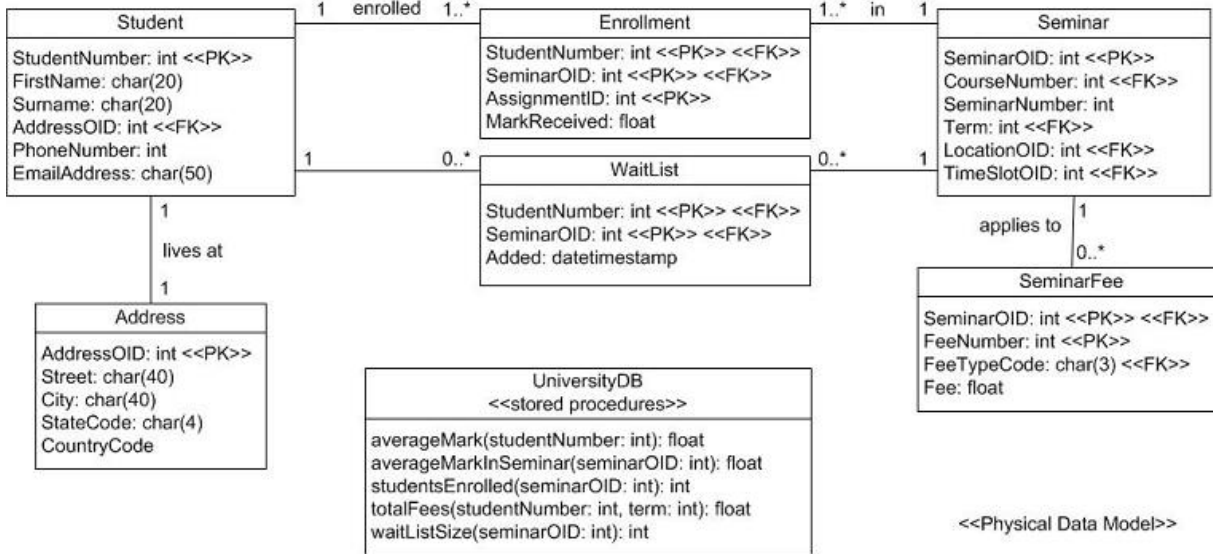 Student
StudentNumber: int <<PK>>
FirstName: char(20)
Surname: char(20)
AddressOID: int <<FK>>
PhoneNumber: int
EmailAddress: char(50)
1 enrolled 1..*
Enrollment
StudentNumber: int <<PK>> <<FK>>
SeminarOID: int <<PK>> <<FK>>
AssignmentID: int <<PK>>
MarkReceived: float
1..* in 1
Seminar
SeminarOID: int <<PK>>
CourseNumber: int <<FK>>
SeminarNumber: int
Term: int <<FK>>
LocationOID: int <<FK>>
TimeSlotOID: int <<FK>>
1 0..*
WaitList
StudentNumber: int <<PK>> <<FK>>
SeminarOID: int <<PK>> <<FK>>
Added: datetimestamp
0..* 1
1
lives at
1
1
applies to
0..*
Address
AddressOID: int <<PK>>
Street: char(40)
City: char(40)
StateCode: char(4)
CountryCode
SeminarFee
SeminarOID: int <<PK>> <<FK>>
FeeNumber: int <<PK>>
FeeTypeCode: char(3) <<FK>>
Fee: float
UniversityDB
<<stored procedures>>
averageMark(studentNumber: int): float
averageMarkInSeminar(seminarOID: int): float
studentsEnrolled(seminarOID: int): int
totalFees(studentNumber: int, term: int): float
waitListSize(seminarOID: int): int
<<Physical Data Model>>